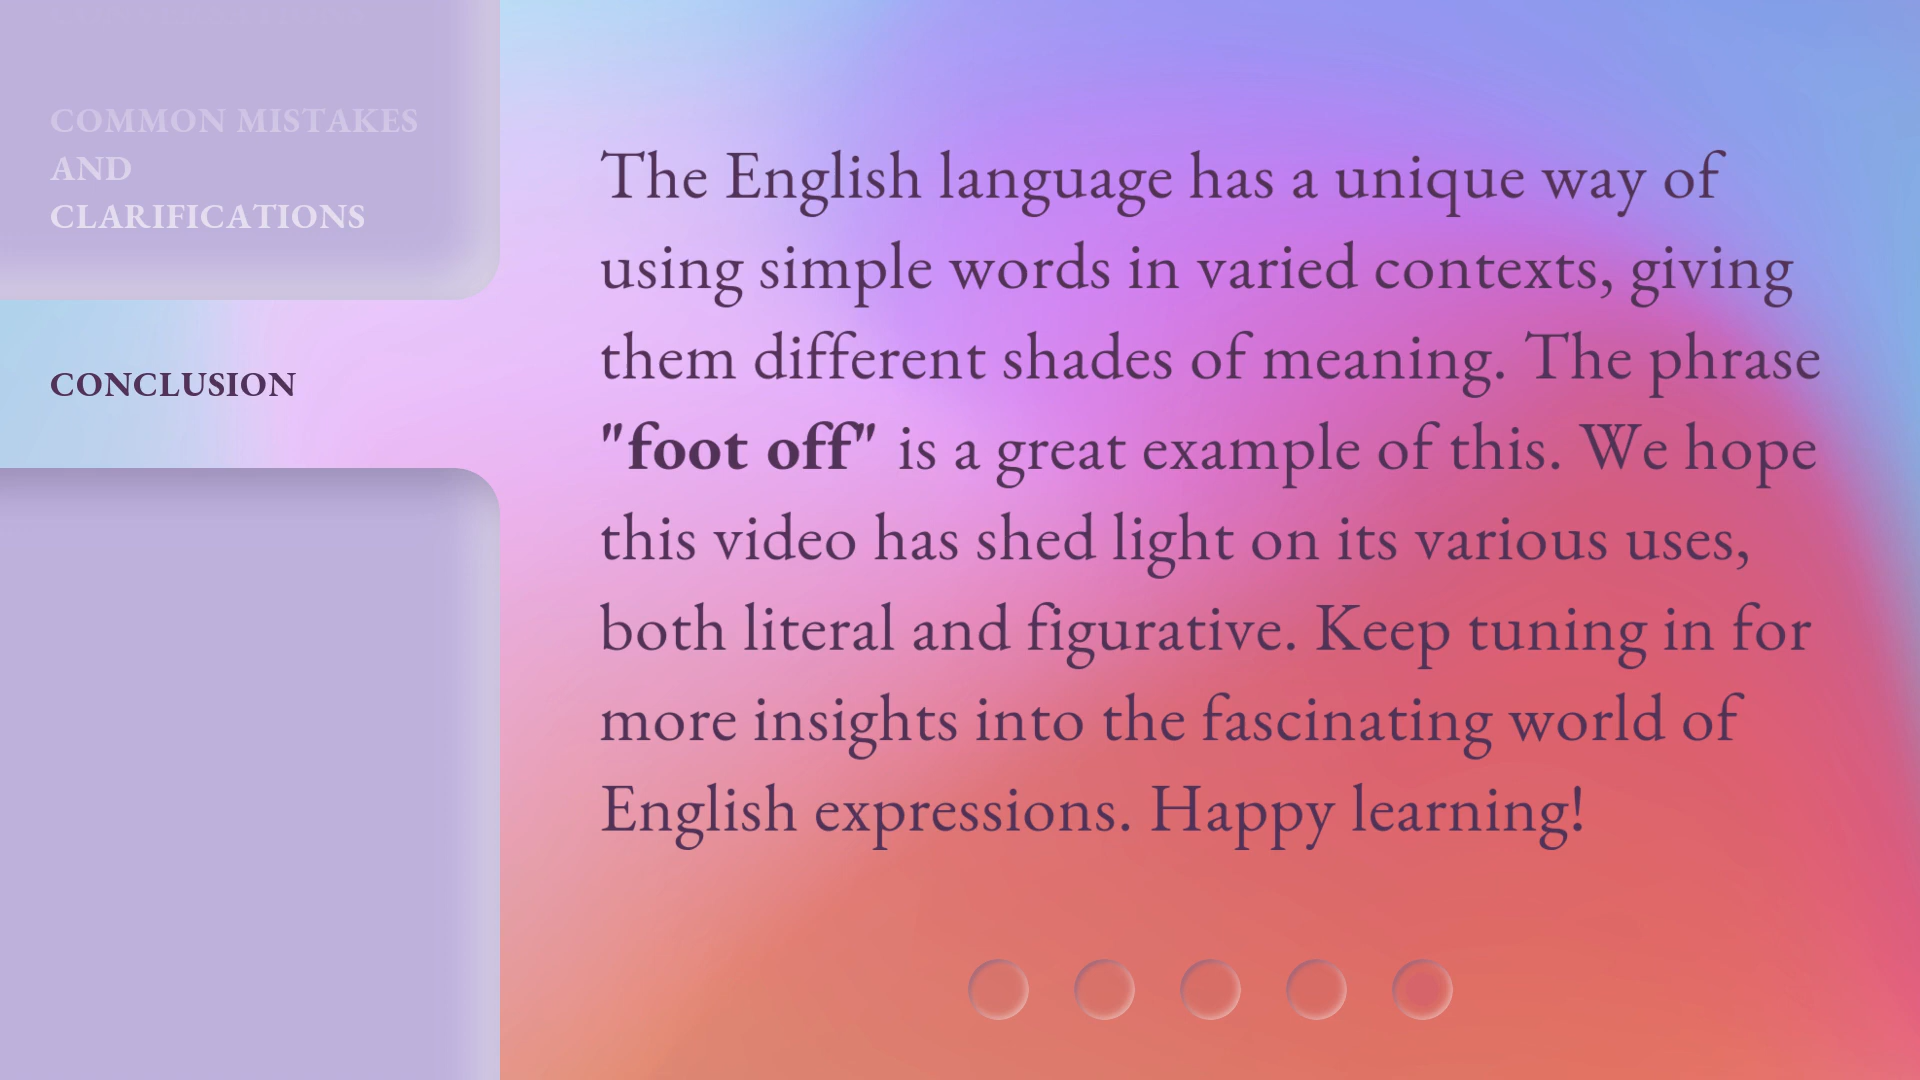 COMMON MISTAKES
AND
CLARIFICATIONS
CONCLUSION
The English language has a unique way of
using simple words in varied contexts, giving
them different shades of meaning. The phrase
"foot off" is a great example of this. We hope
this video has shed light on its various uses,
both literal and figurative. Keep tuning in for
more insights into the fascinating world of
English expressions. Happy learning!